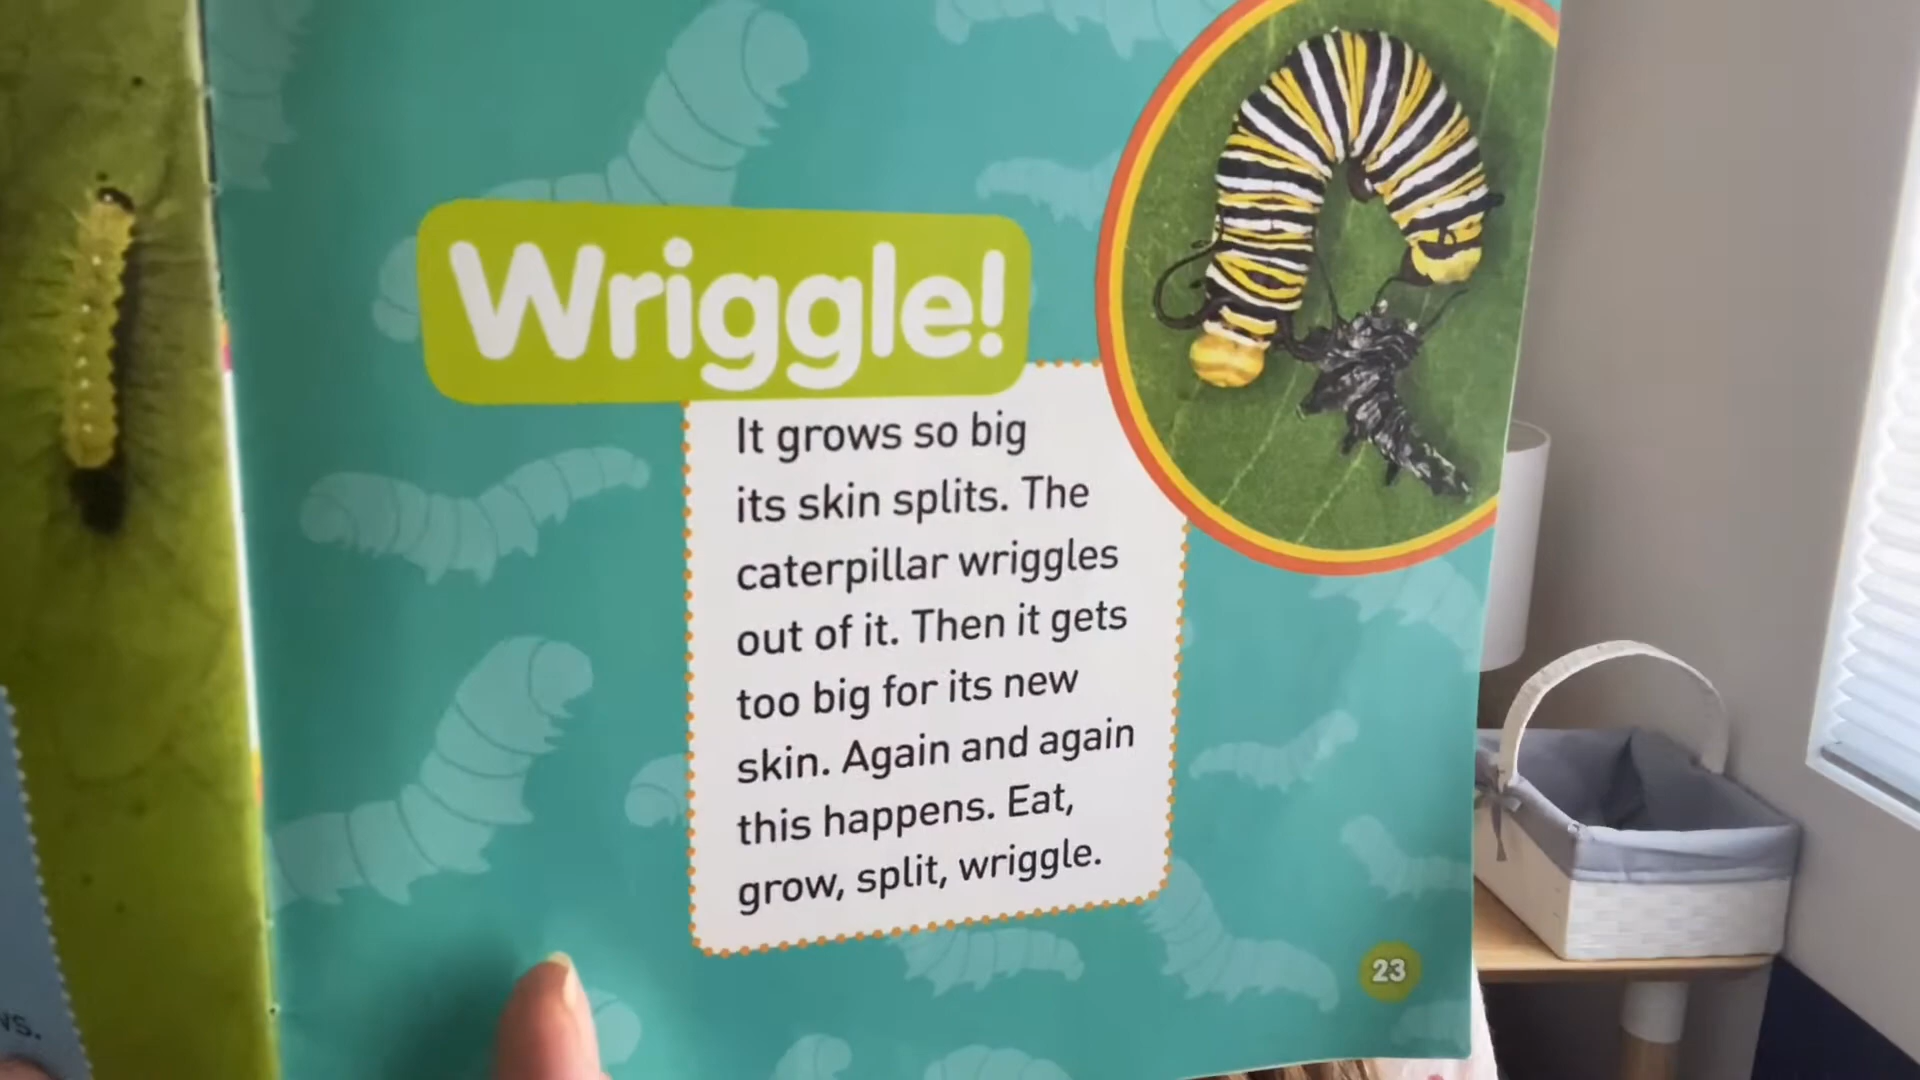 Wriggle!
It grows so big
its skin splits. The
caterpillar wriggles
out of it. Then it gets
too big for its new
skin. Again and again
this happens. Eat,
grow, split, wriggle.
23